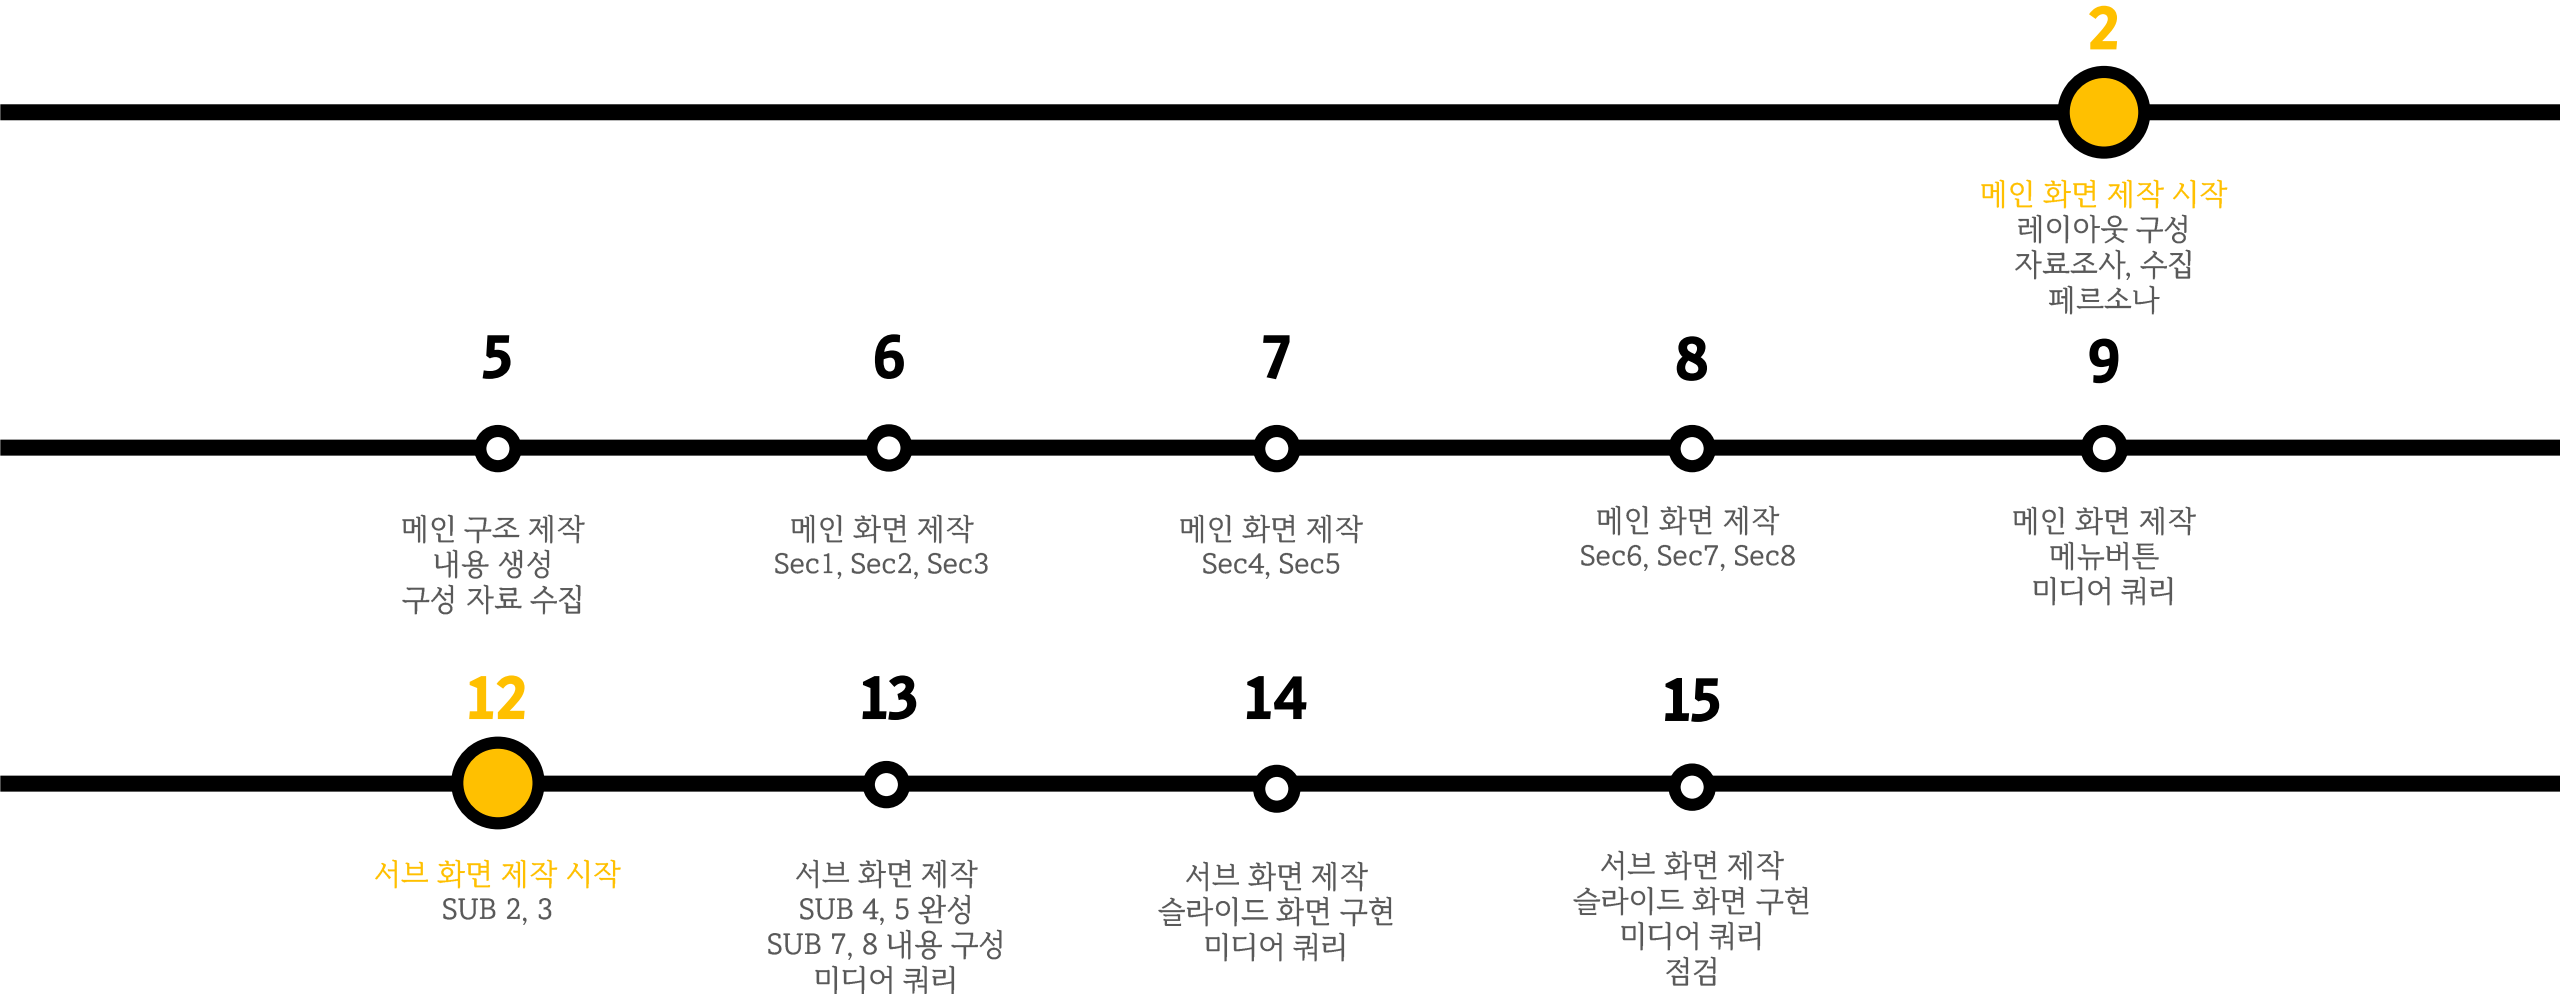 2
메인 화면 제작 시작
레이아웃 구성
자료조사, 수집
페르소나
5
메인 구조 제작
내용 생성
구성 자료 수집
6
메인 화면 제작
Sec1, Sec2, Sec3
7
메인 화면 제작
Sec4, Sec5
8
메인 화면 제작
Sec6, Sec7, Sec8
9
메인 화면 제작
메뉴버튼
미디어 쿼리
12
서브 화면 제작 시작
SUB 2, 3
13
서브 화면 제작
SUB 4, 5 완성
SUB 7, 8 내용 구성
미디어 쿼리
14
서브 화면 제작
슬라이드 화면 구현
미디어 쿼리
15
서브 화면 제작
슬라이드 화면 구현
미디어 쿼리
점검